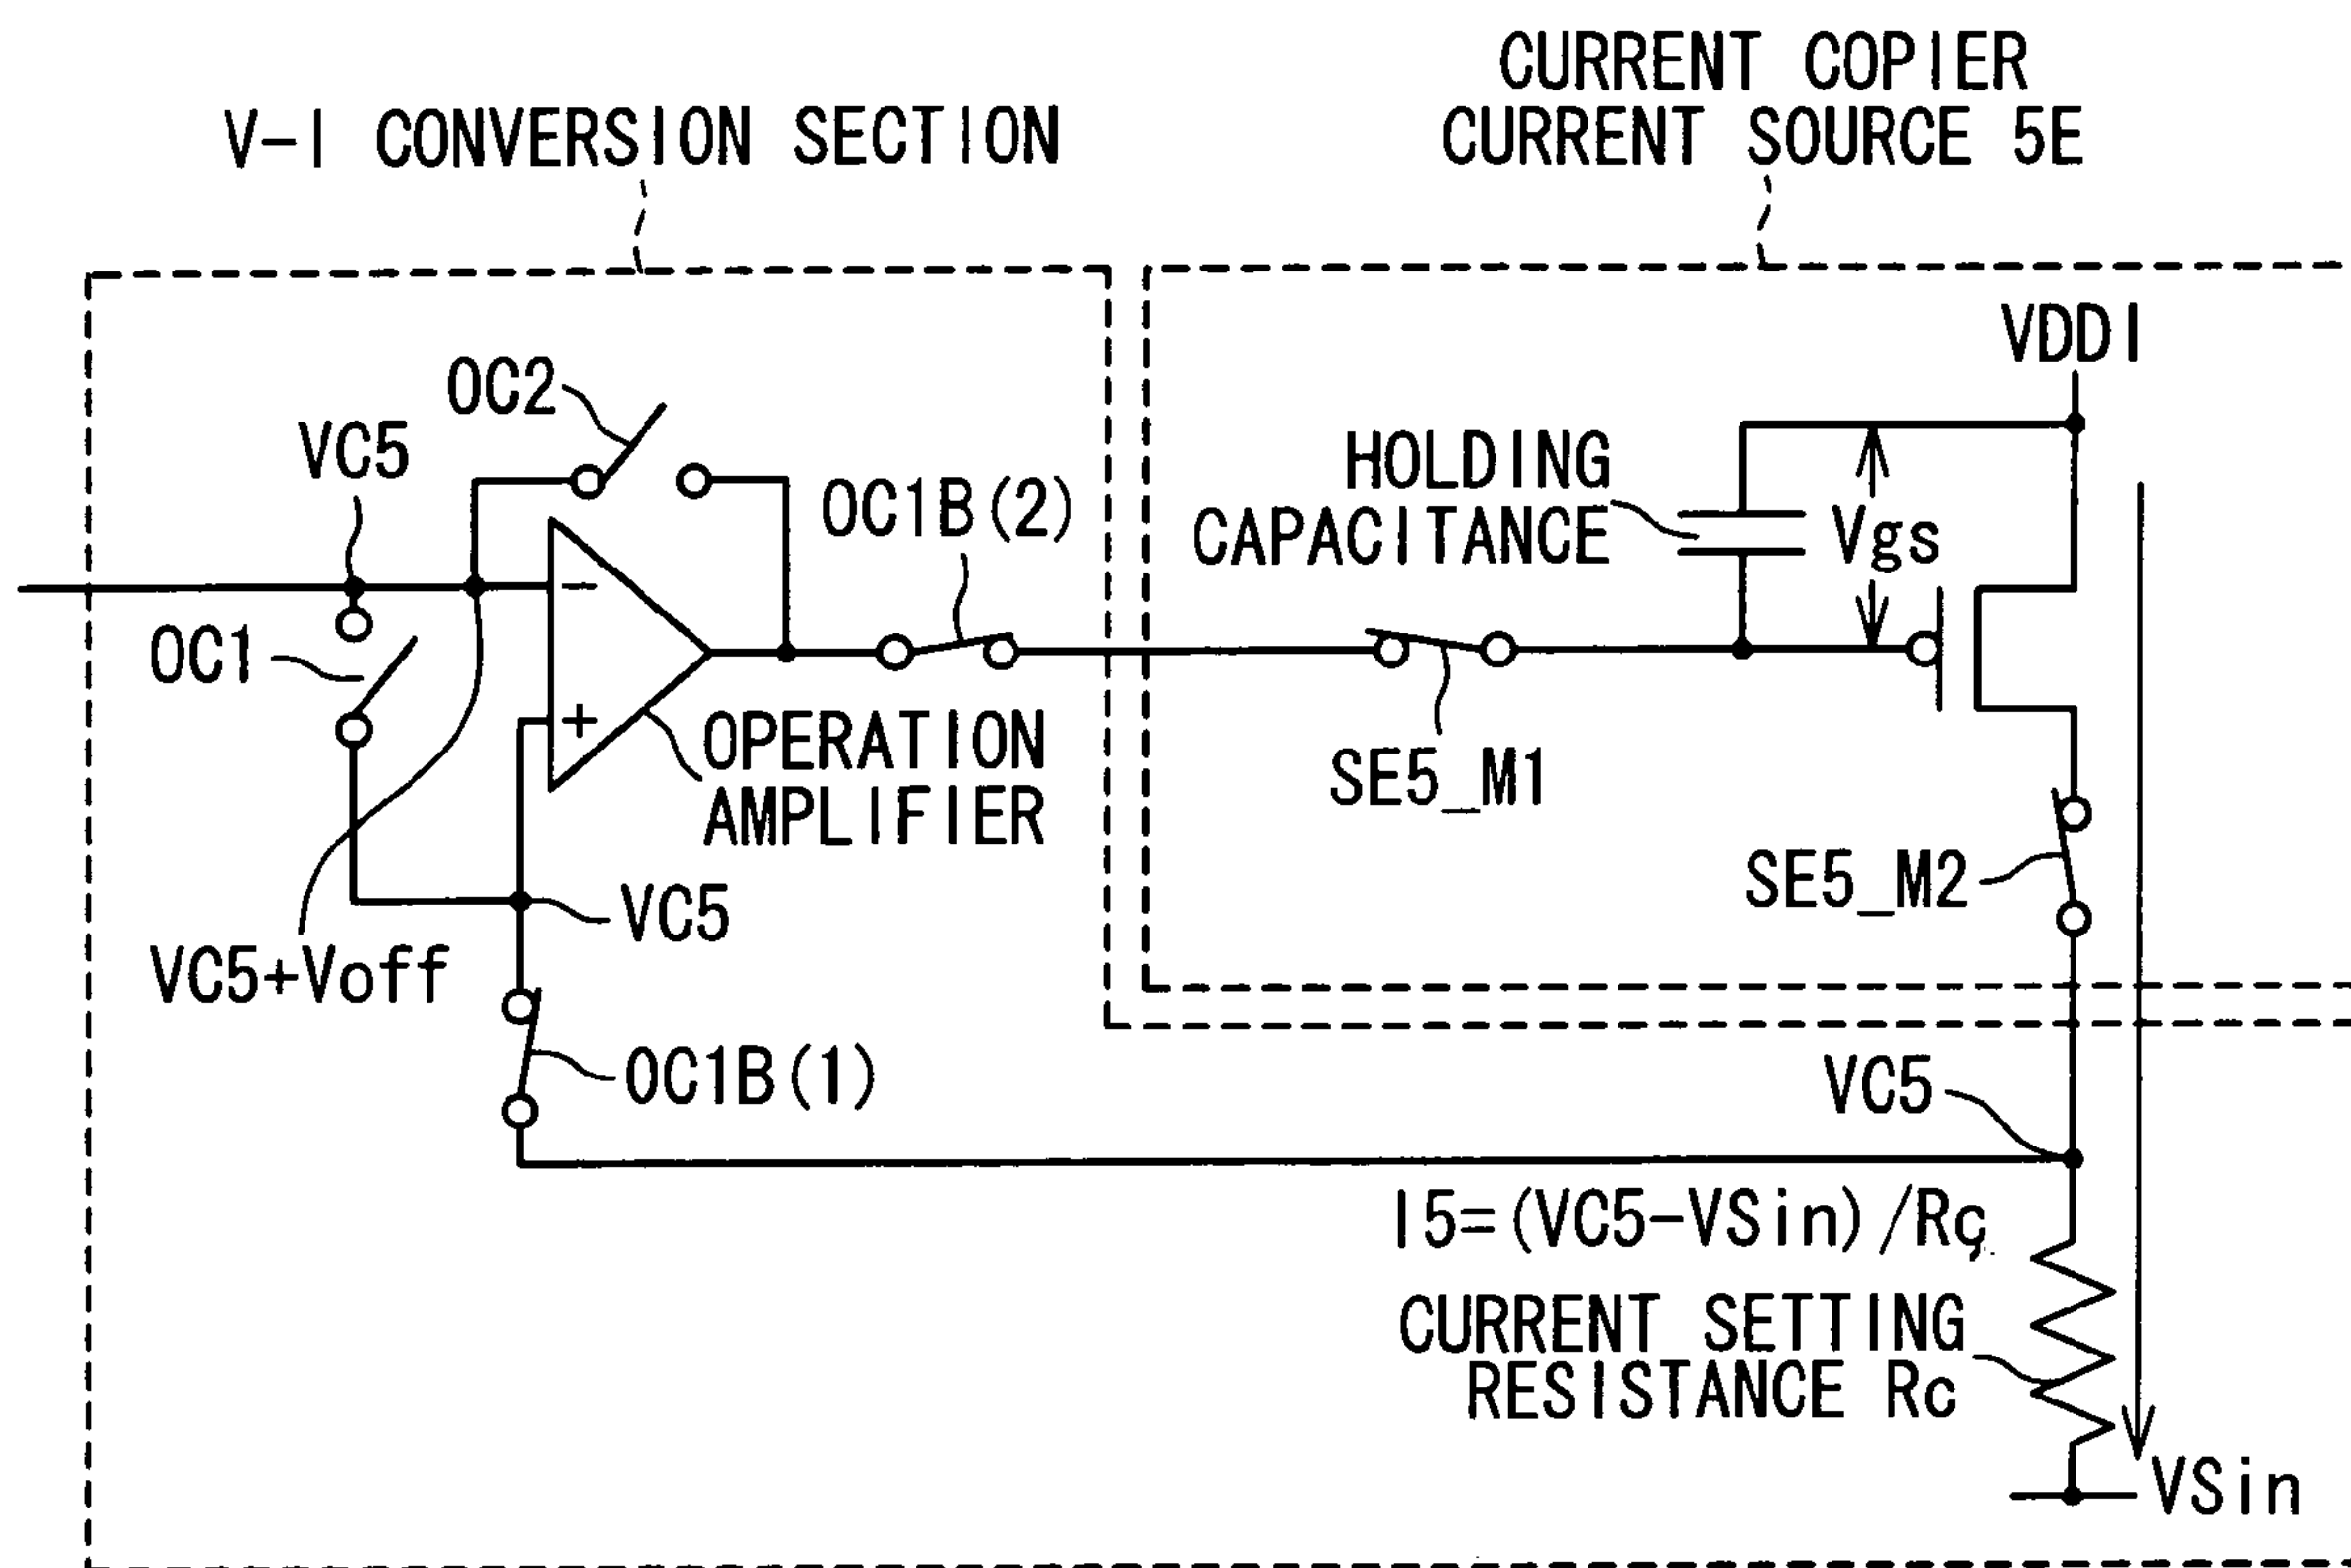 CURRENT COPIER
CURRENT SOURCE 5E
V-I CONVERSION SECTION
VDDI
OC2
VC5
HOLDING
CAPACITANCE
Vgs
OC1B(2)
−
OC1
+
OPERATION
AMPLIFIER
SE5_M1
SE5_M2
VC5
VC5+Voff
OC1B(1)
VC5
I5=(VC5-VSin)/Rc
CURRENT SETTING
RESISTANCE Rc
VSin